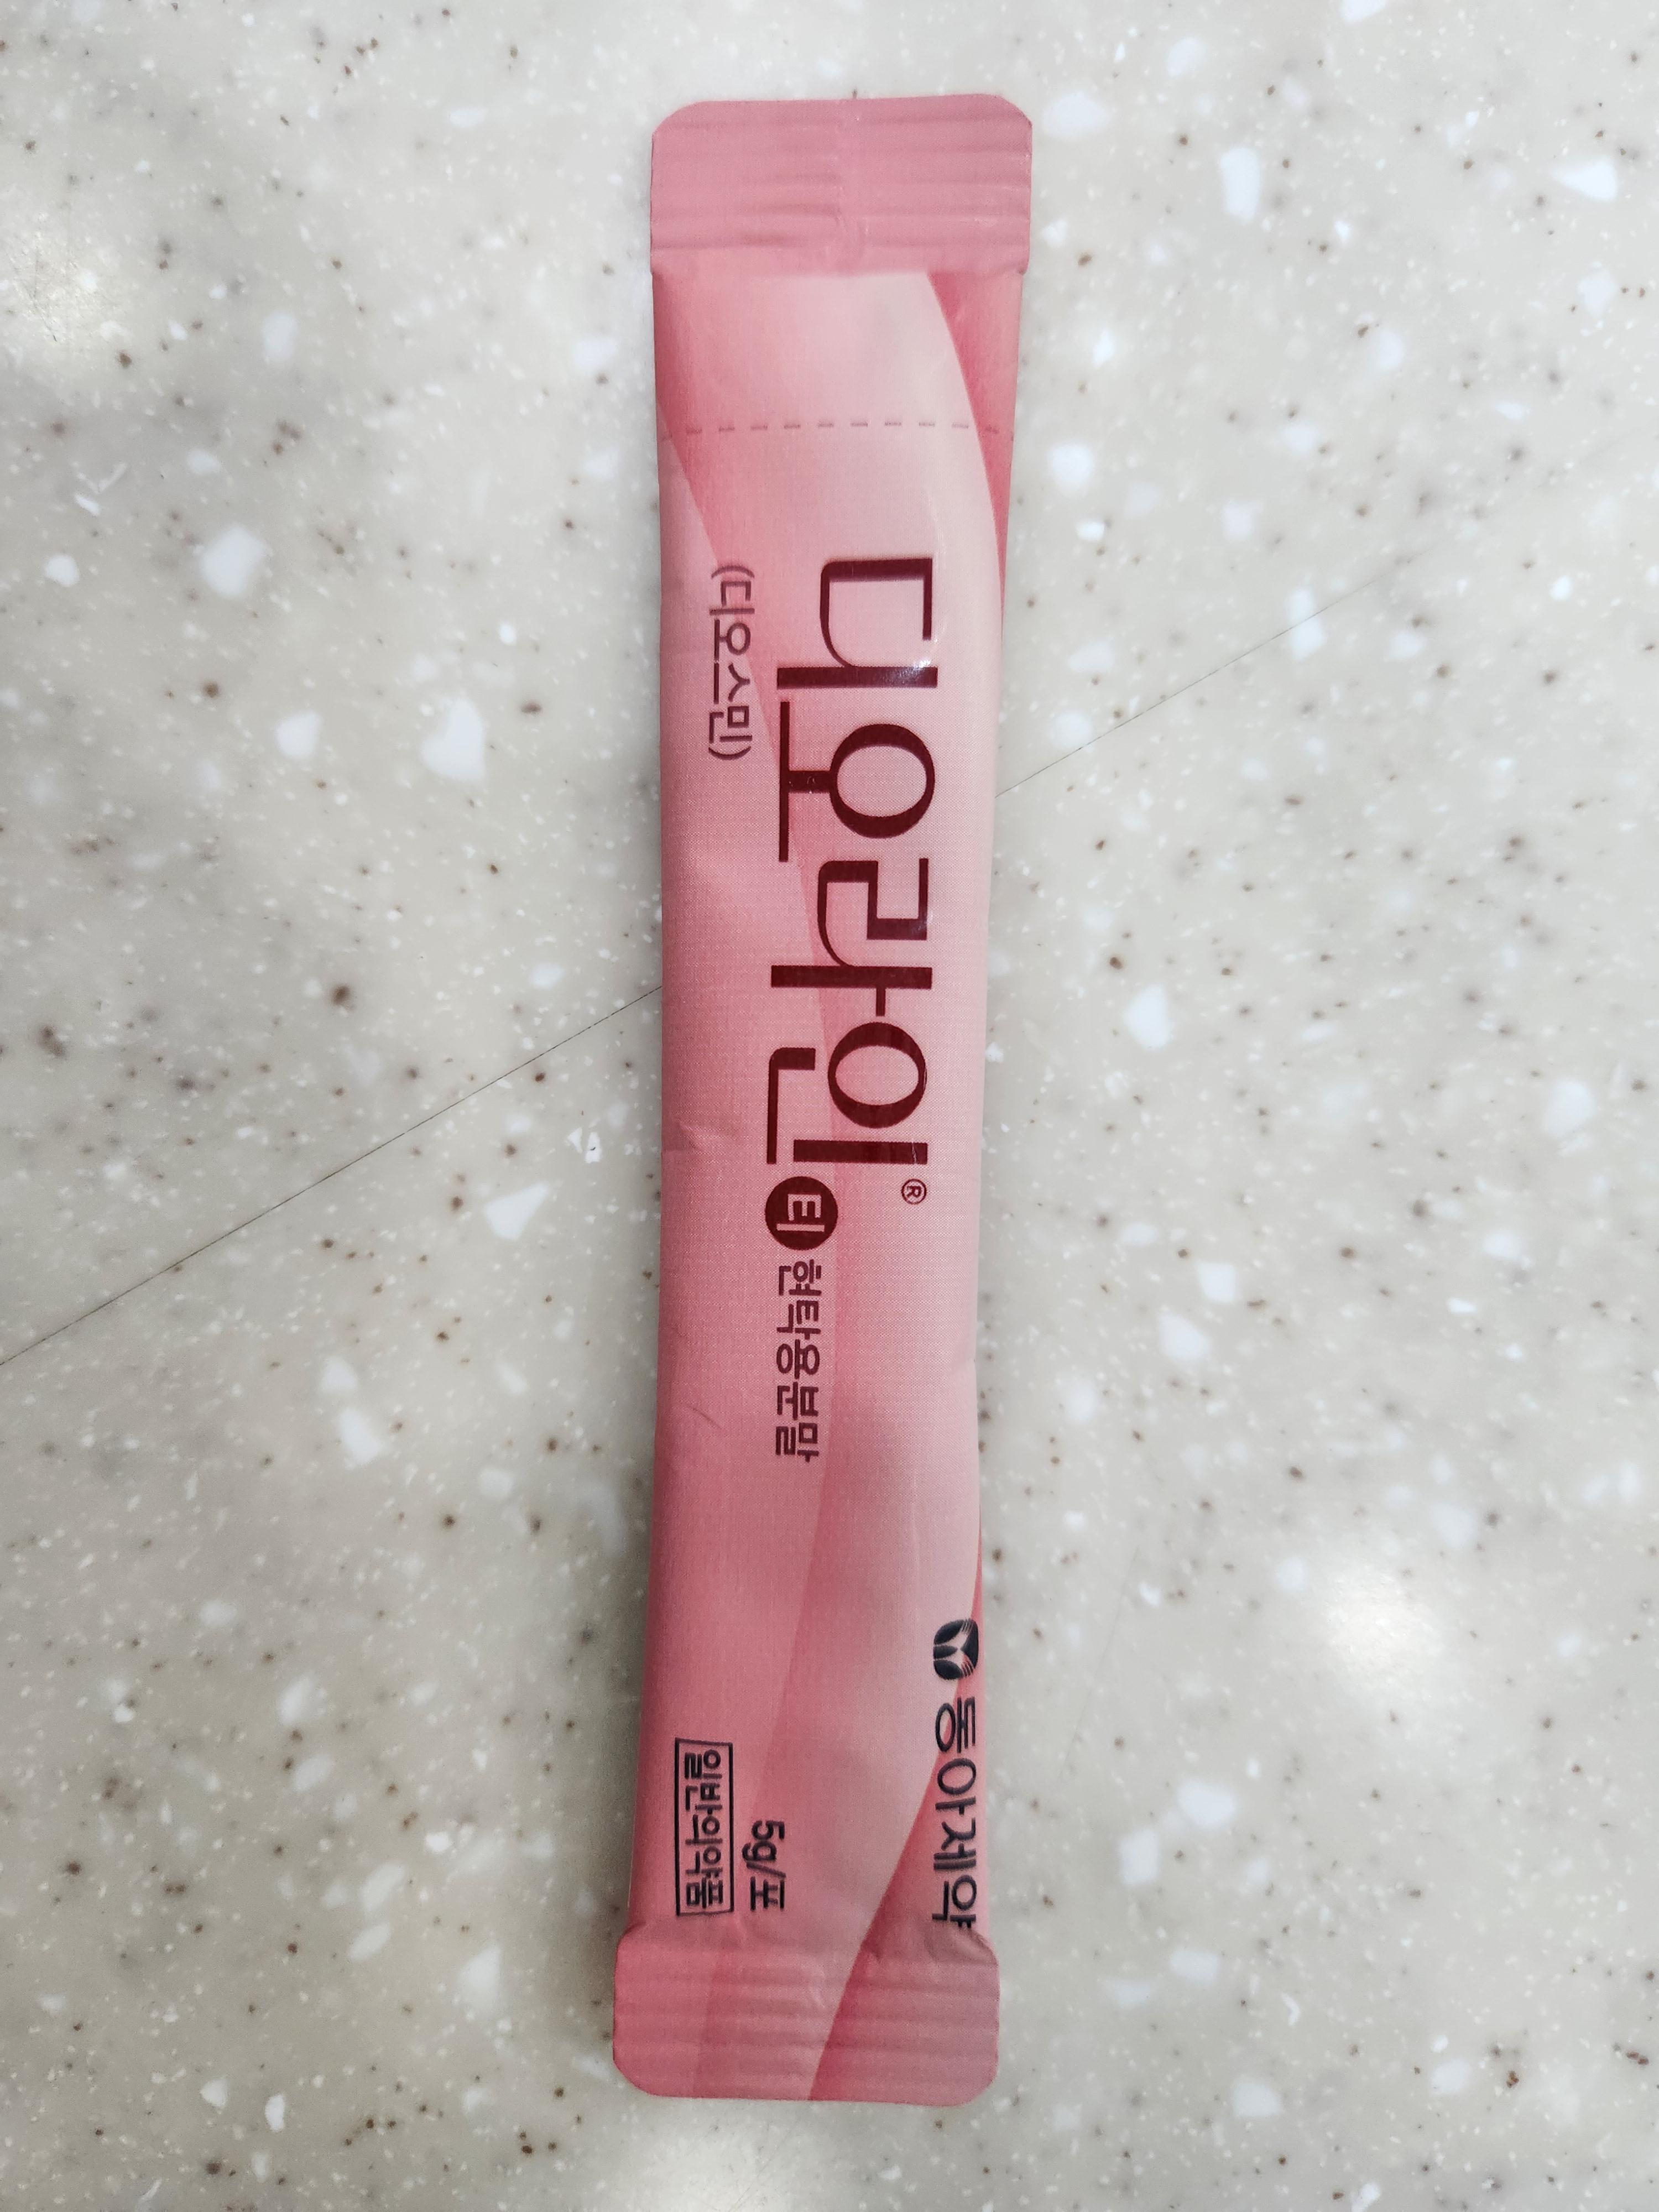 동아제약
디오라인® 티 현탁용분말
5g/포
(디오스민)
일반의약품